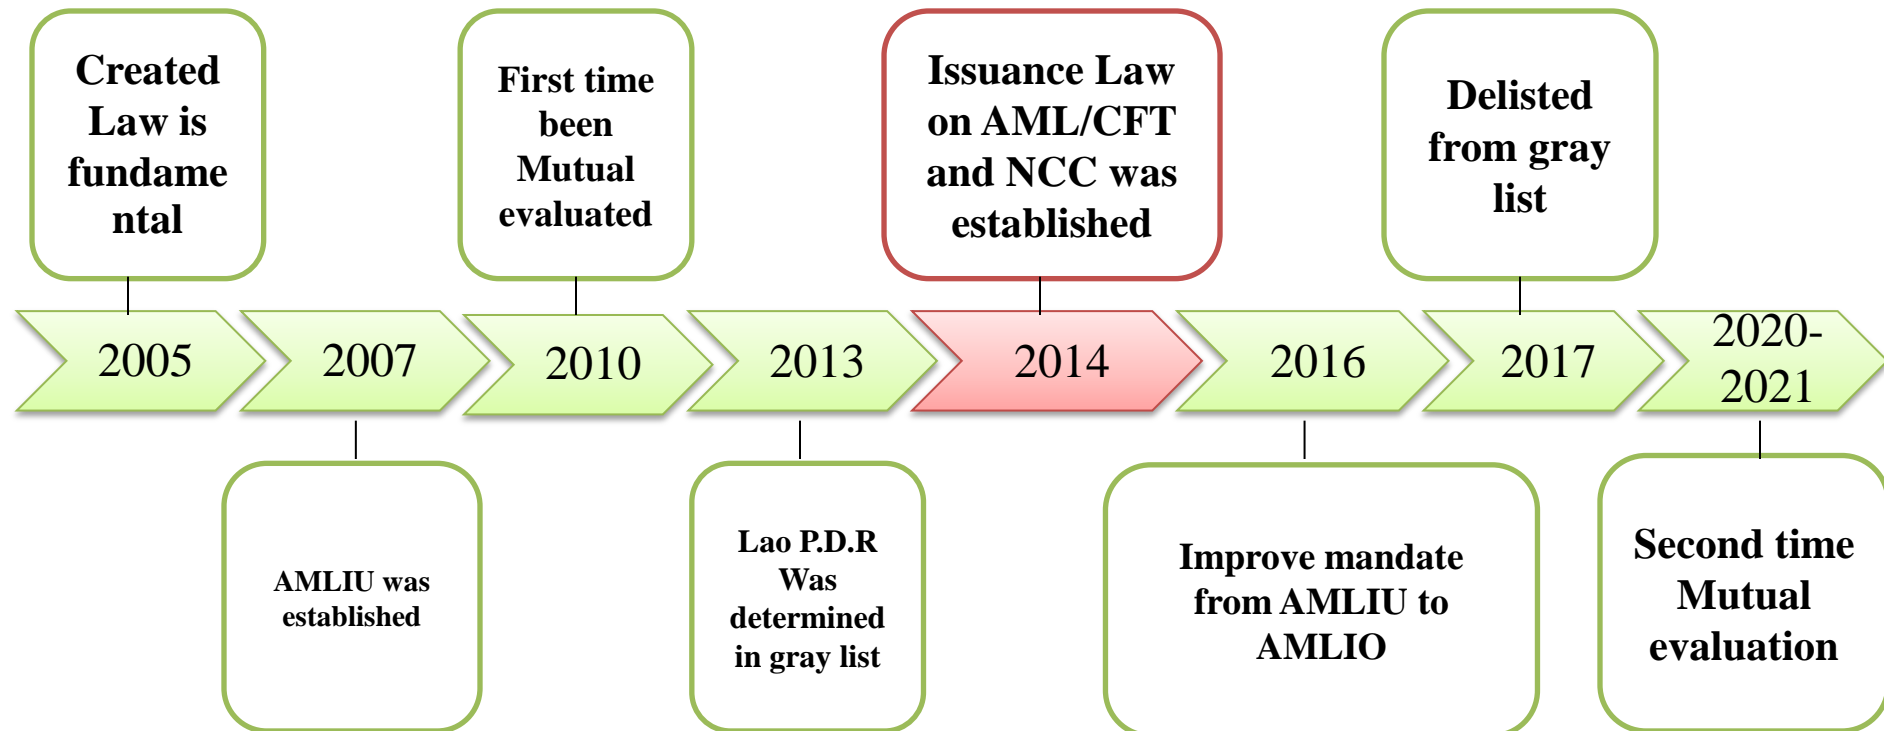 Created
Law is
fundame
ntal
First time
been
Mutual
evaluated
Issuance Law
on AML/CFT
and NCC was
established
Delisted
from gray
list
2005
2007
2010
2013
2014
2016
2017
2020-
2021
AMLIU was
established
Lao P.D.R
Was
determined
in gray list
Improve mandate
from AMLIU to
AMLIO
Second time
Mutual
evaluation